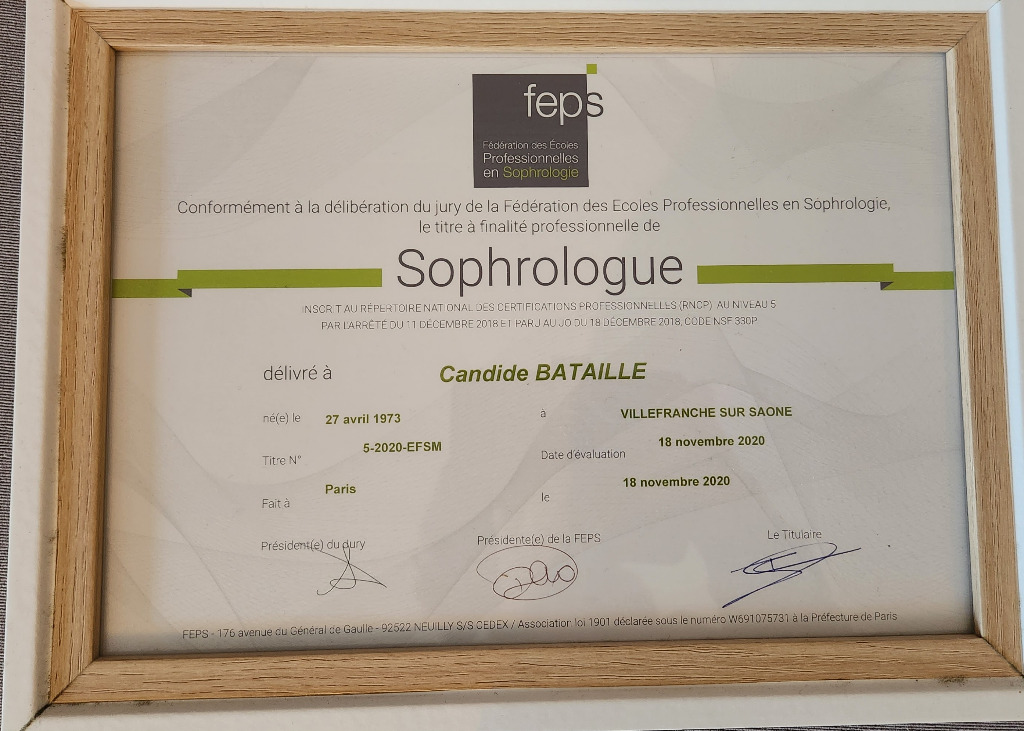 feps
Fédération des Écoles
Professionnelles
en Sophrologie
Conformément à la délibération du jury de la Fédération des Ecoles Professionnelles en Sophrologie,
le titre à finalité professionnelle de
Sophrologue
INSCRIT AU RÉPERTOIRE NATIONAL DES CERTIFICATIONS PROFESSIONNELLES (RNCP) AU NIVEAU 5
PAR L'ARRÊTÉ DU 11 DÉCEMBRE 2018 ET PARU AU JO DU 18 DÉCEMBRE 2018, CODE NSF 330P
délivré à Candide BATAILLE
né(e) le 27 avril 1973 à VILLEFRANCHE SUR SAONE
Titre N° 5-2020-EFSM Date d'évaluation 18 novembre 2020
Fait à Paris le 18 novembre 2020
Président(e) du jury Présidente(e) de la FEPS Le Titulaire
FEPS - 176 avenue du Général de Gaulle - 92522 NEUILLY S/S CEDEX / Association loi 1901 déclarée sous le numéro W691075731 à la Préfecture de Paris